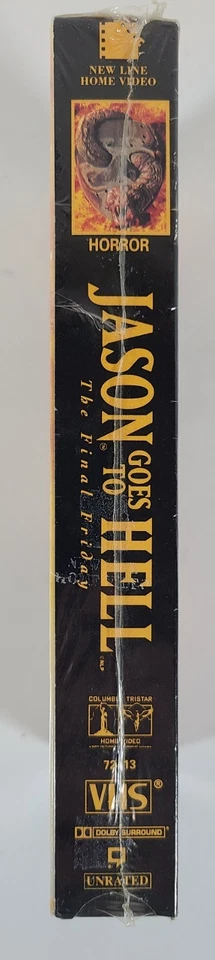 NEW LINE
HOME VIDEO
HORROR
JASON GOES TO HELL
The Final Friday
COLUMBIA TRISTAR
HOME VIDEO
VHS®
DOLBY SURROUND
UNRATED